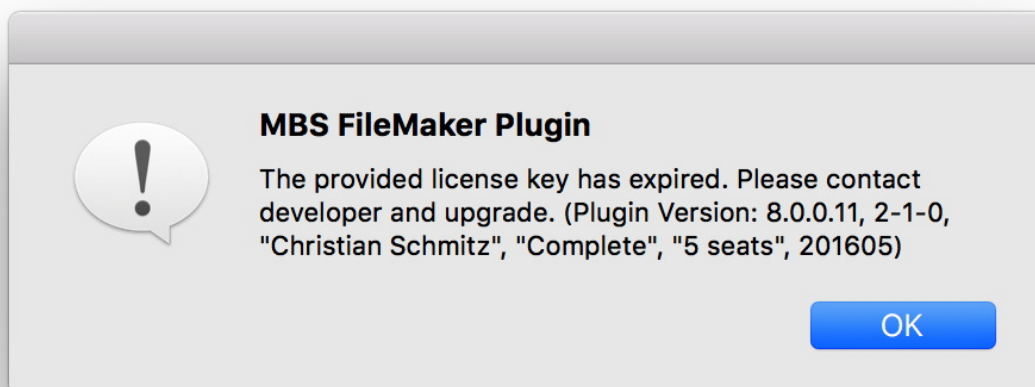 MBS FileMaker Plugin
The provided license key has expired. Please contact
developer and upgrade. (Plugin Version: 8.0.0.11, 2-1-0,
"Christian Schmitz", "Complete", "5 seats", 201605)
OK